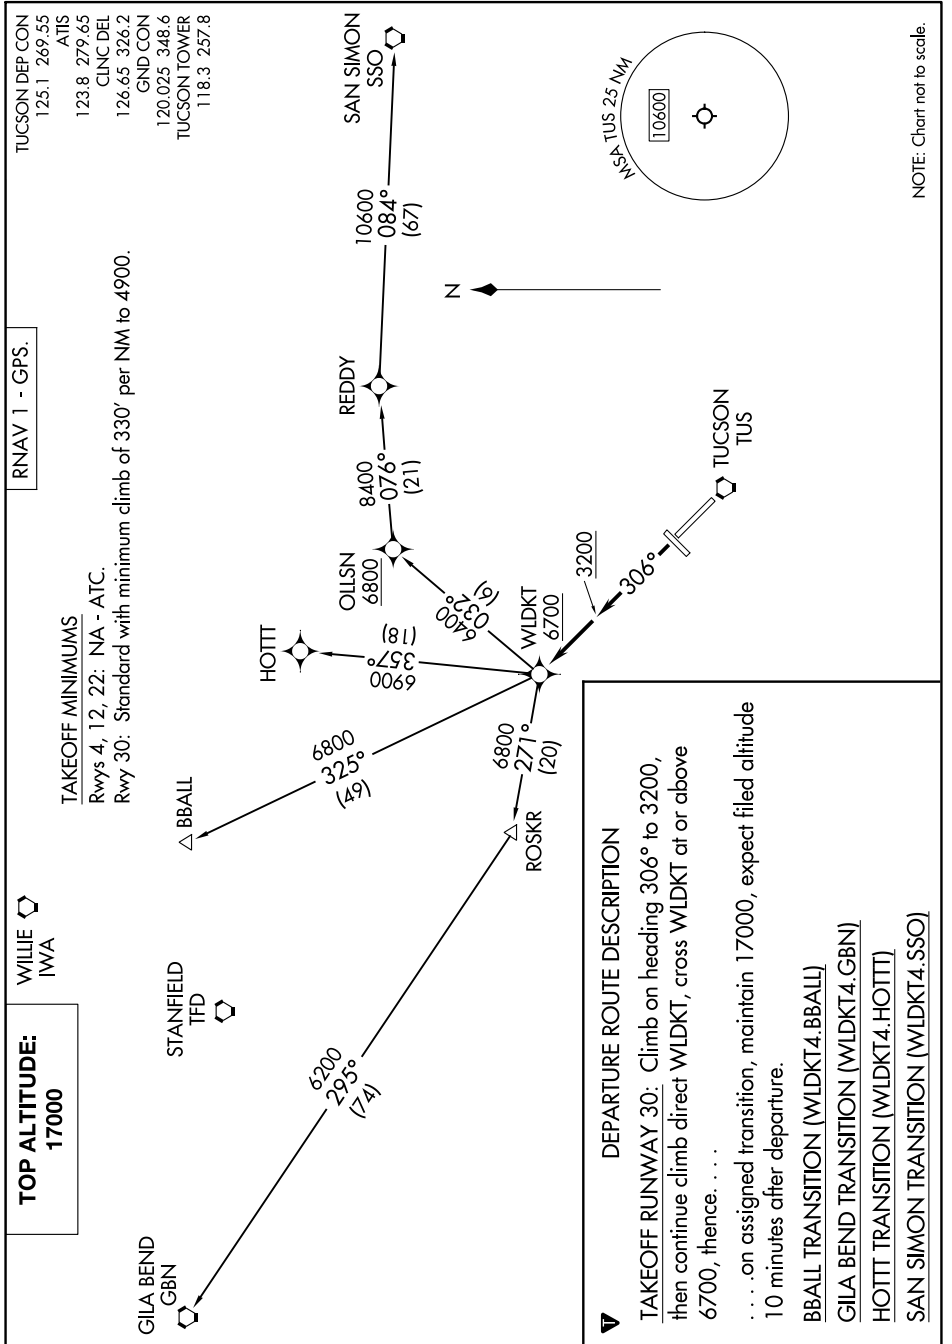 TOP ALTITUDE:
17000
WILLIE
IWA
RNAV 1 - GPS.
TUCSON DEP CON
125.1 269.55
ATIS
123.8 279.65
CLNC DEL
126.65 326.2
GND CON
120.025 348.6
TUCSON TOWER
118.3 257.8
TAKEOFF MINIMUMS
Rwys 4, 12, 22: NA - ATC.
Rwy 30: Standard with minimum climb of 330' per NM to 4900.
STANFIELD
TFD
GILA BEND
GBN
BBALL
HOTTT
OLLSN
6800
REDDY
SAN SIMON
SSO
6200
295°
(74)
6800
325°
(49)
6900
357°
(18)
6400
032°
(6)
8400
076°
(21)
10600
084°
(67)
ROSKR
6800
271°
(20)
WLDKT
6700
3200
306°
TUCSON
TUS
N
MSA TUS 25 NM
10600
DEPARTURE ROUTE DESCRIPTION
T
TAKEOFF RUNWAY 30: Climb on heading 306° to 3200,
then continue climb direct WLDKT, cross WLDKT at or above
6700, thence. . . .
. . . .on assigned transition, maintain 17000, expect filed altitude
10 minutes after departure.
BBALL TRANSITION (WLDKT4.BBALL)
GILA BEND TRANSITION (WLDKT4.GBN)
HOTTT TRANSITION (WLDKT4.HOTTT)
SAN SIMON TRANSITION (WLDKT4.SSO)
NOTE: Chart not to scale.